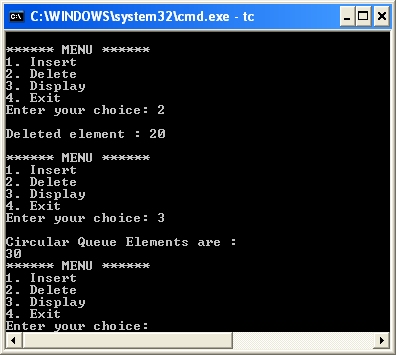 C:\WINDOWS\system32\cmd.exe - tc
****** MENU ******
1. Insert
2. Delete
3. Display
4. Exit
Enter your choice: 2
Deleted element : 20
****** MENU ******
1. Insert
2. Delete
3. Display
4. Exit
Enter your choice: 3
Circular Queue Elements are :
30
****** MENU ******
1. Insert
2. Delete
3. Display
4. Exit
Enter your choice: